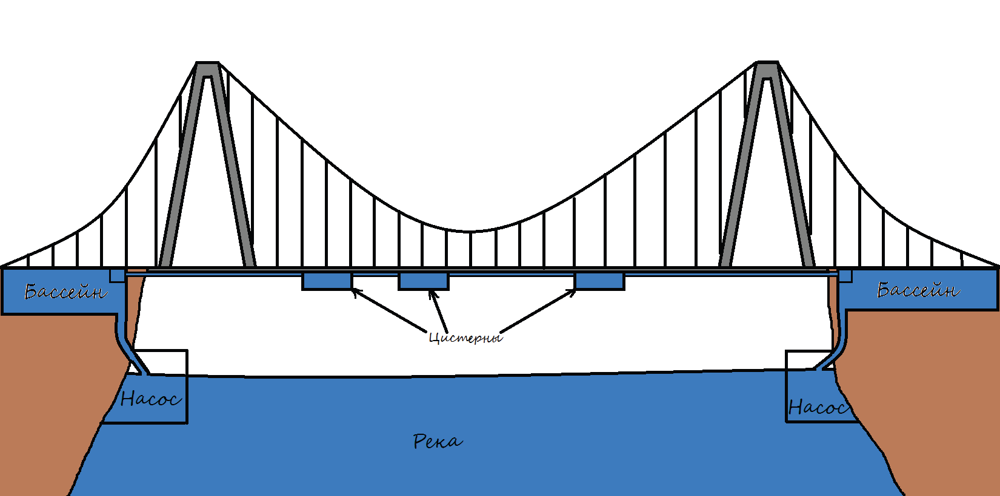 Бассейн
Бассейн
Цистерны
Насос
Насос
Река